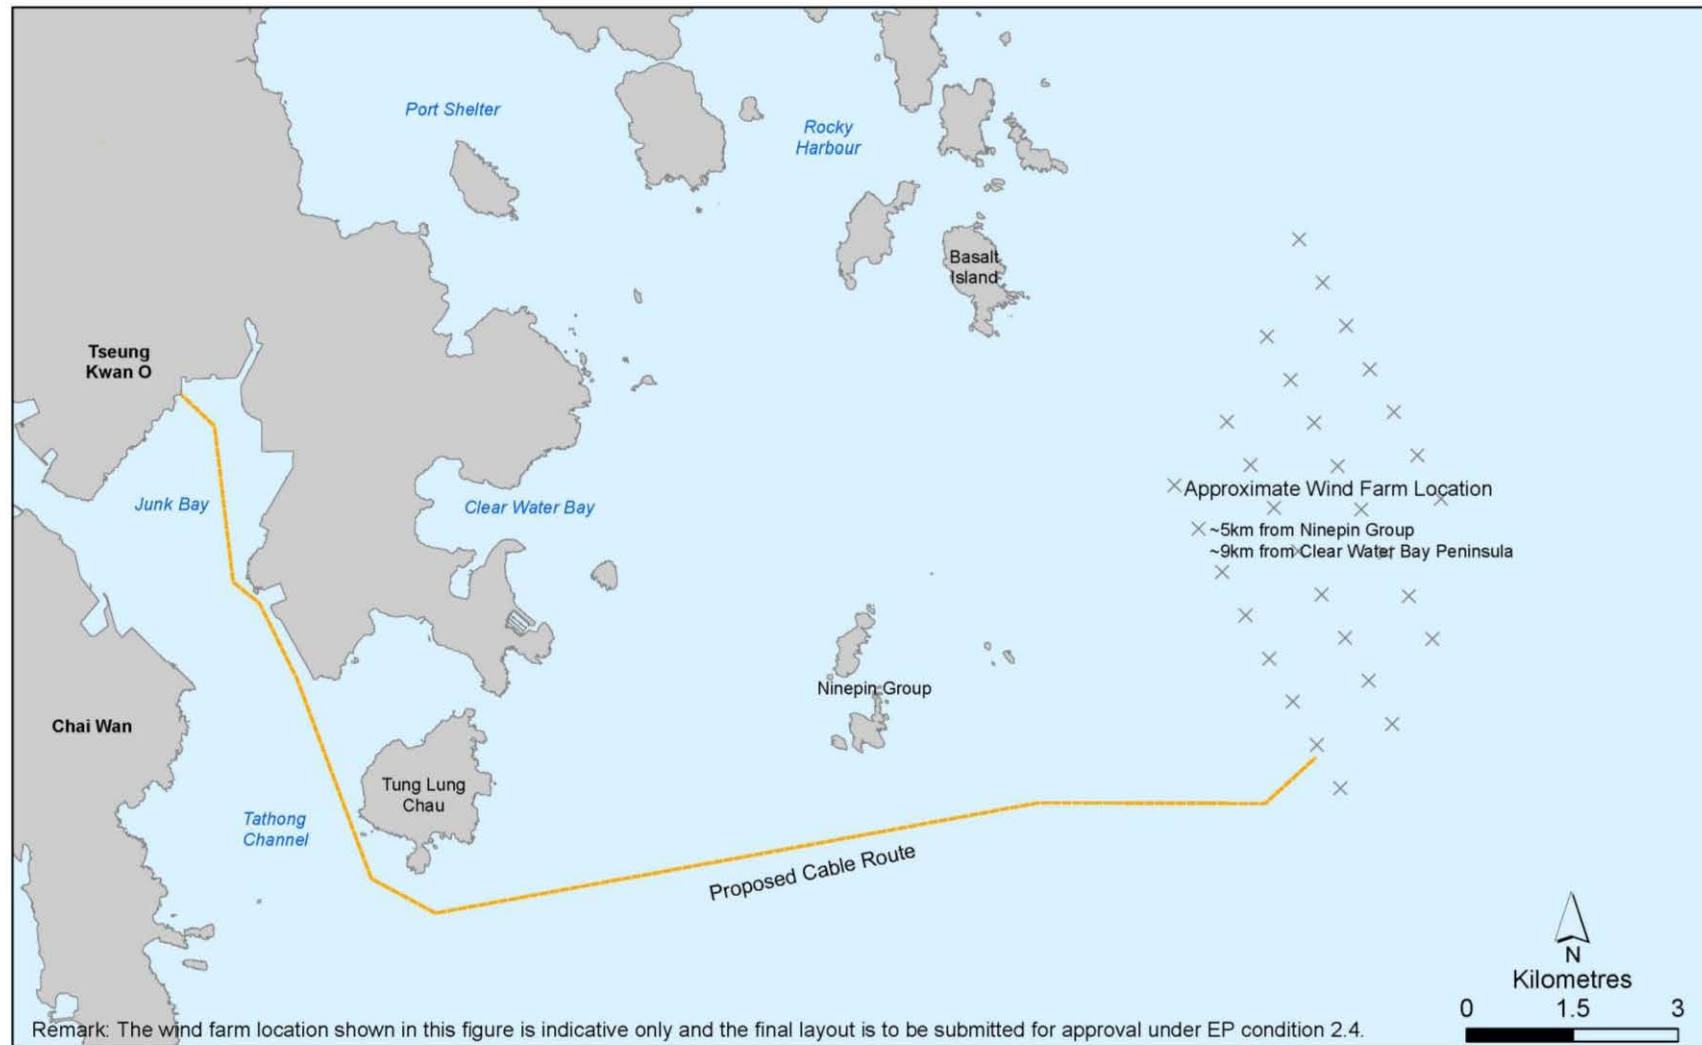 Port Shelter
Rocky
Harbour
Basalt
Island
Tseung
Kwan O
Junk Bay
Clear Water Bay
Approximate Wind Farm Location
~5km from Ninepin Group
~9km from Clear Water Bay Peninsula
Ninepin Group
Chai Wan
Tung Lung
Chau
Tathong
Channel
Proposed Cable Route
N
Kilometres
0 1.5 3
Remark: The wind farm location shown in this figure is indicative only and the final layout is to be submitted for approval under EP condition 2.4.